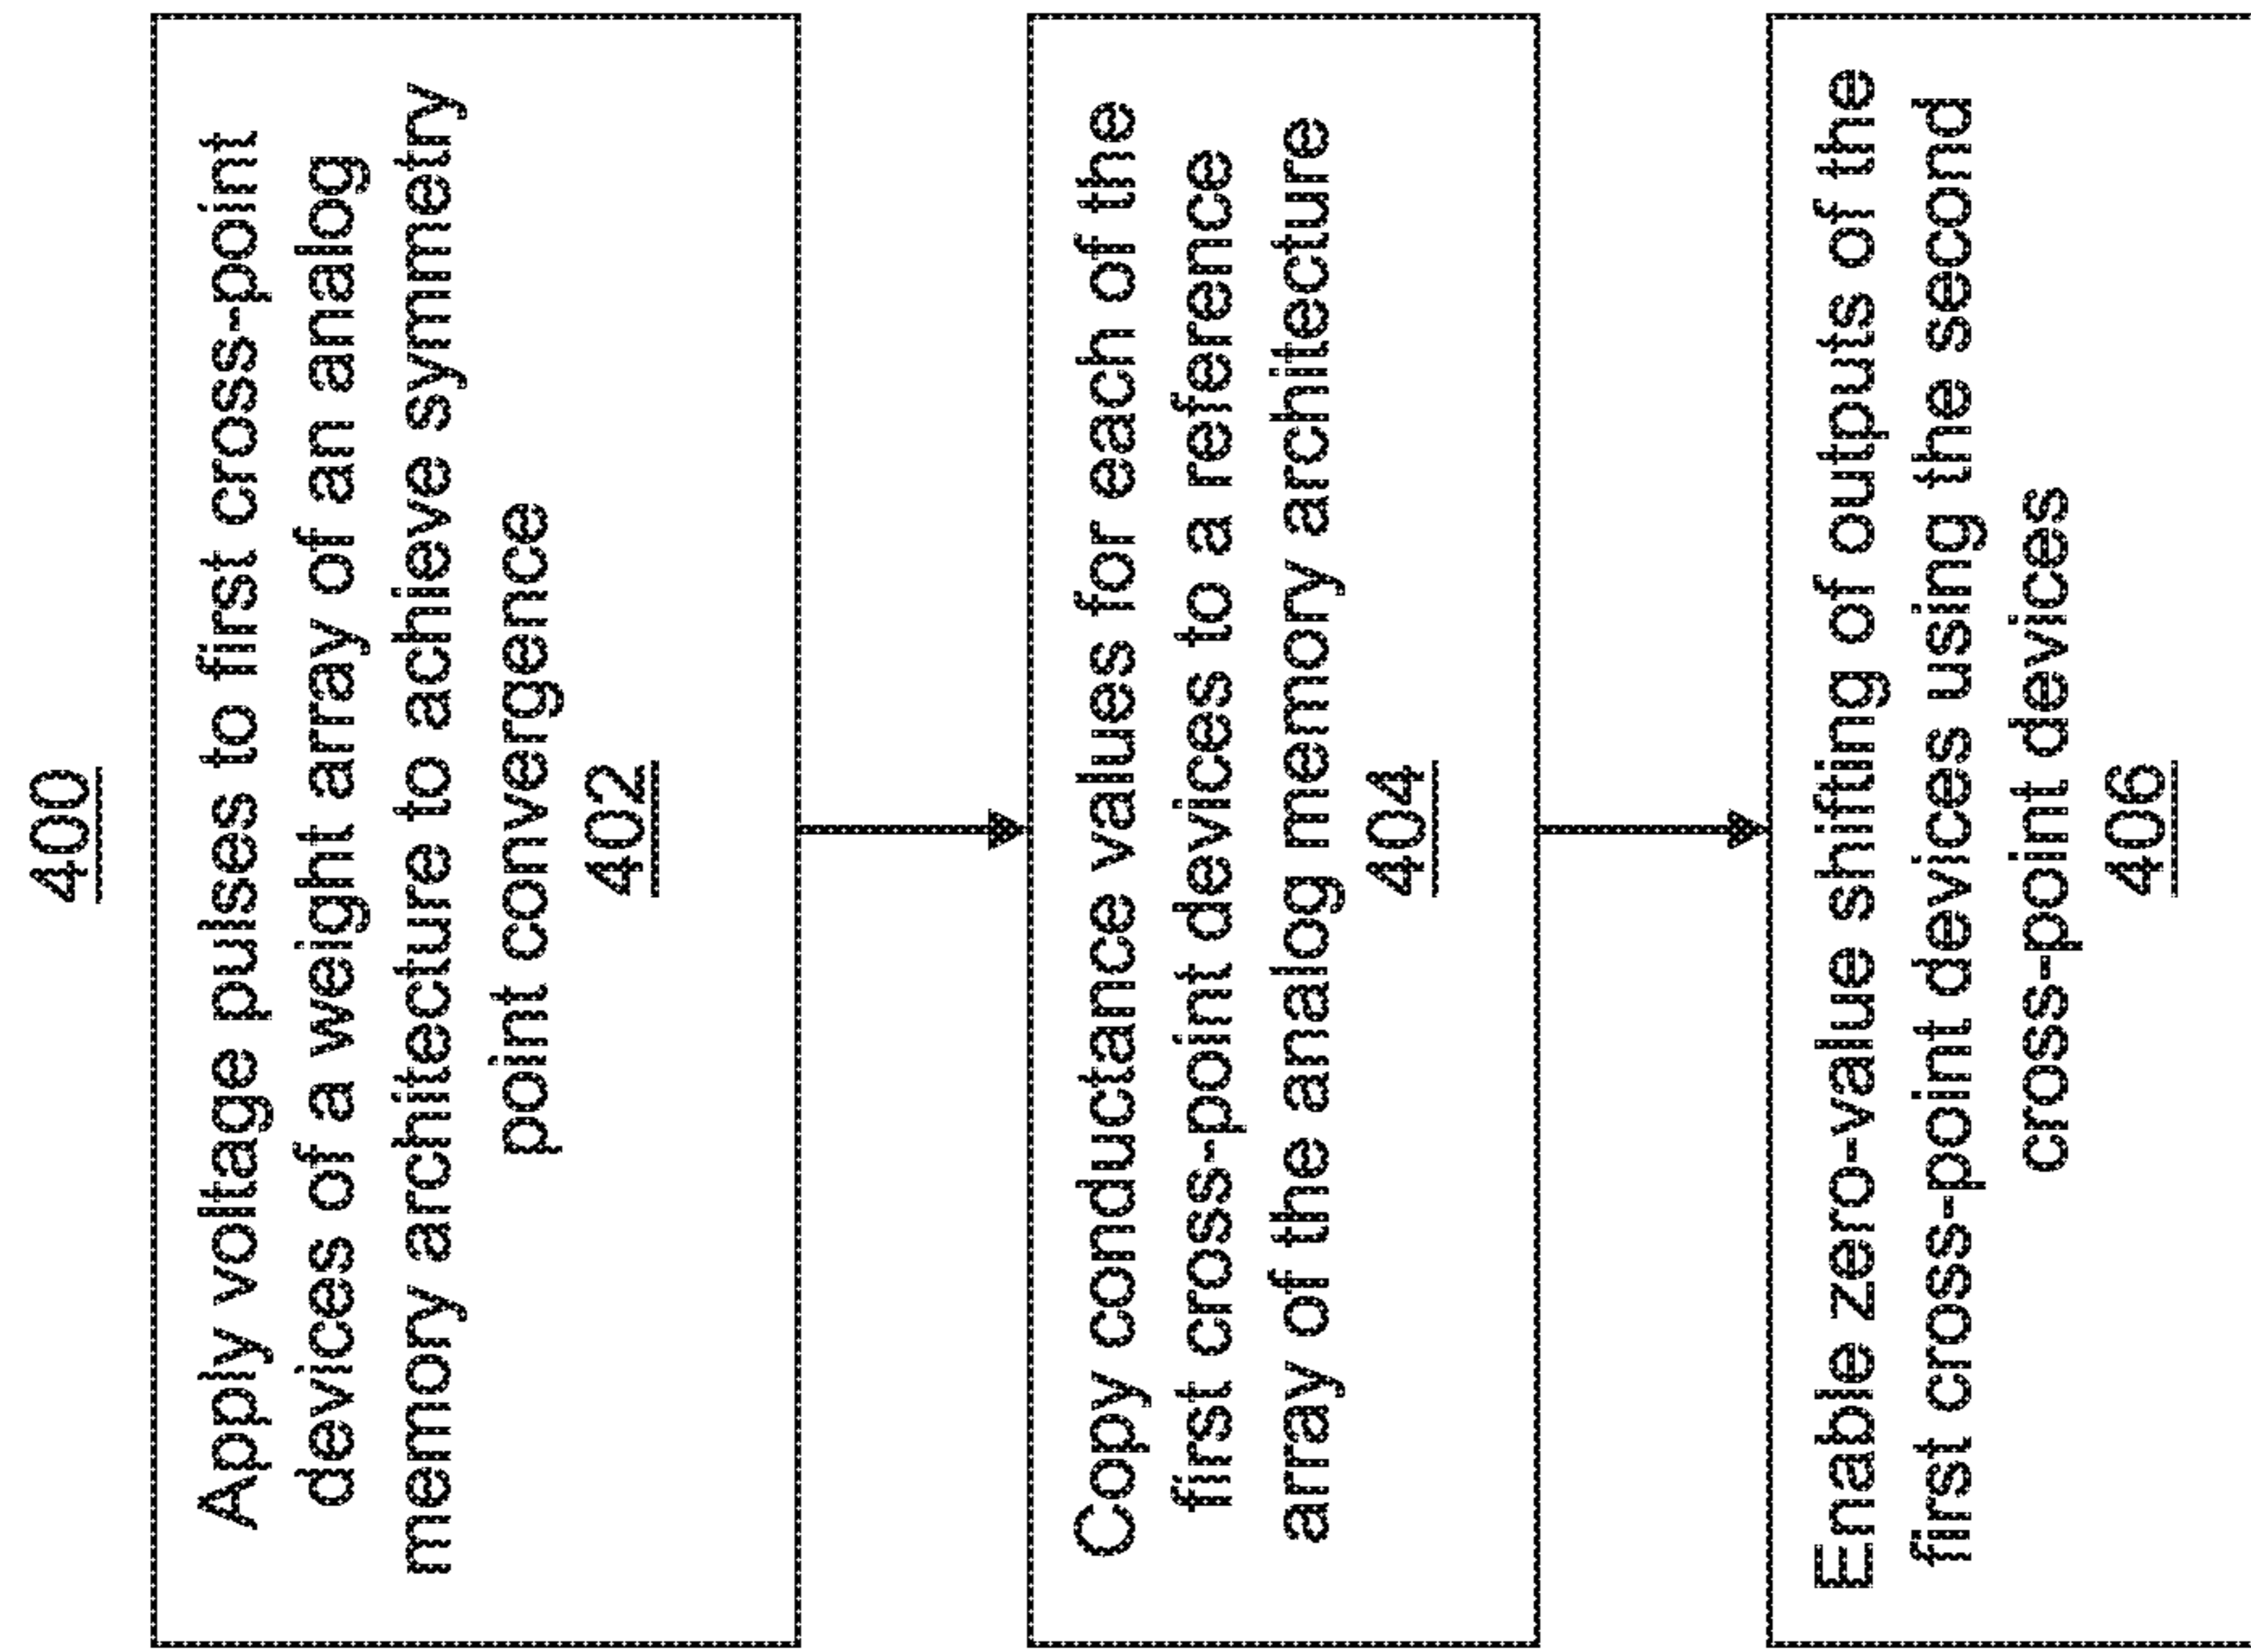 400
Apply voltage pulses to first cross-point
devices of a weight array of an analog
memory architecture to achieve symmetry
point convergence
402
Copy conductance values for each of the
first cross-point devices to a reference
array of the analog memory architecture
404
Enable zero-value shifting of outputs of the
first cross-point devices using the second
cross-point devices
406